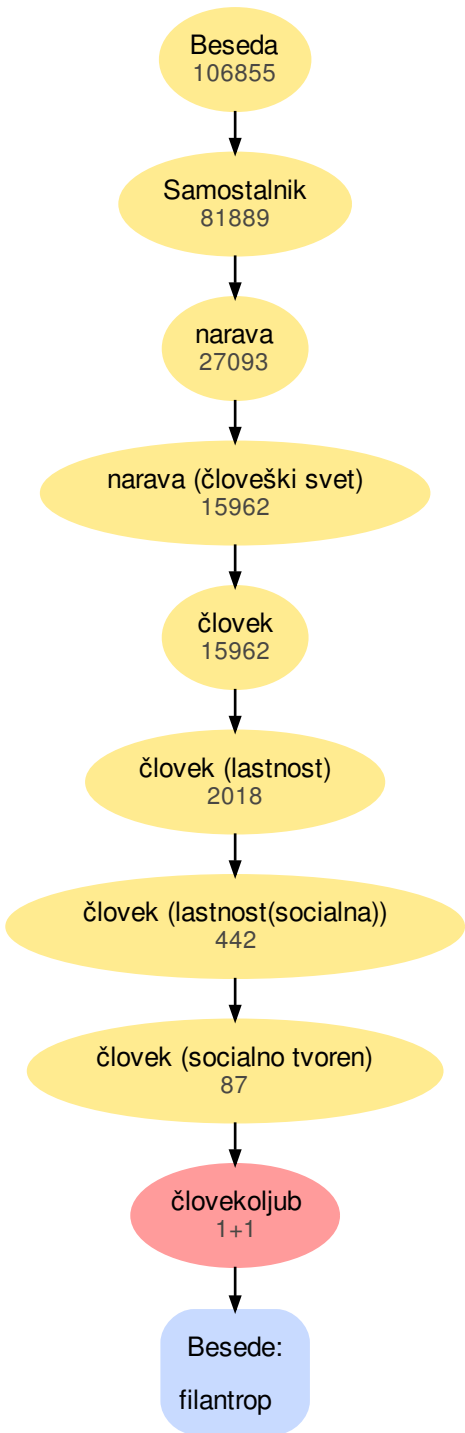 Beseda
106855
Samostalnik
81889
narava
27093
narava (človeški svet)
15962
človek
15962
človek (lastnost)
2018
človek (lastnost(socialna))
442
človek (socialno tvoren)
87
človekoljub
1+1
Besede:
filantrop